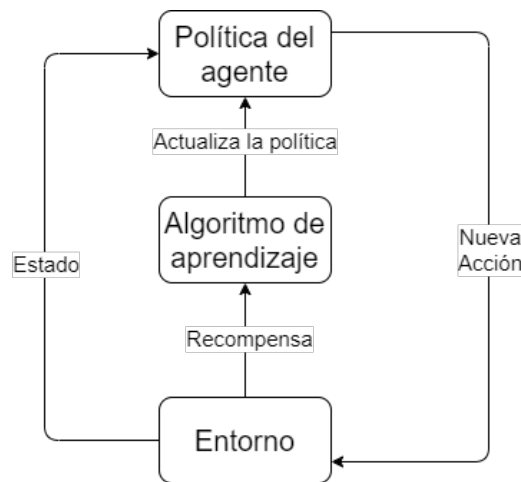 Política del
agente
Actualiza la política
Algoritmo de
aprendizaje
Estado
Nueva
Acción
Recompensa
Entorno